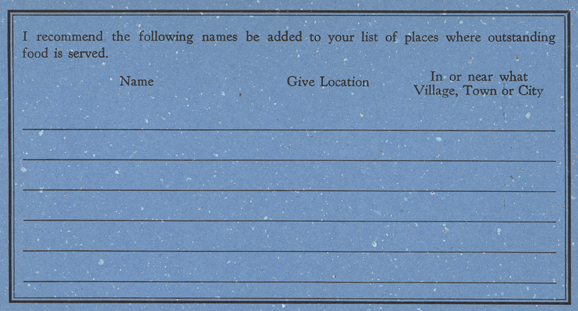 I recommend the following names be added to your list of places where outstanding
food is served.
Name Give Location In or near what
Village, Town or City